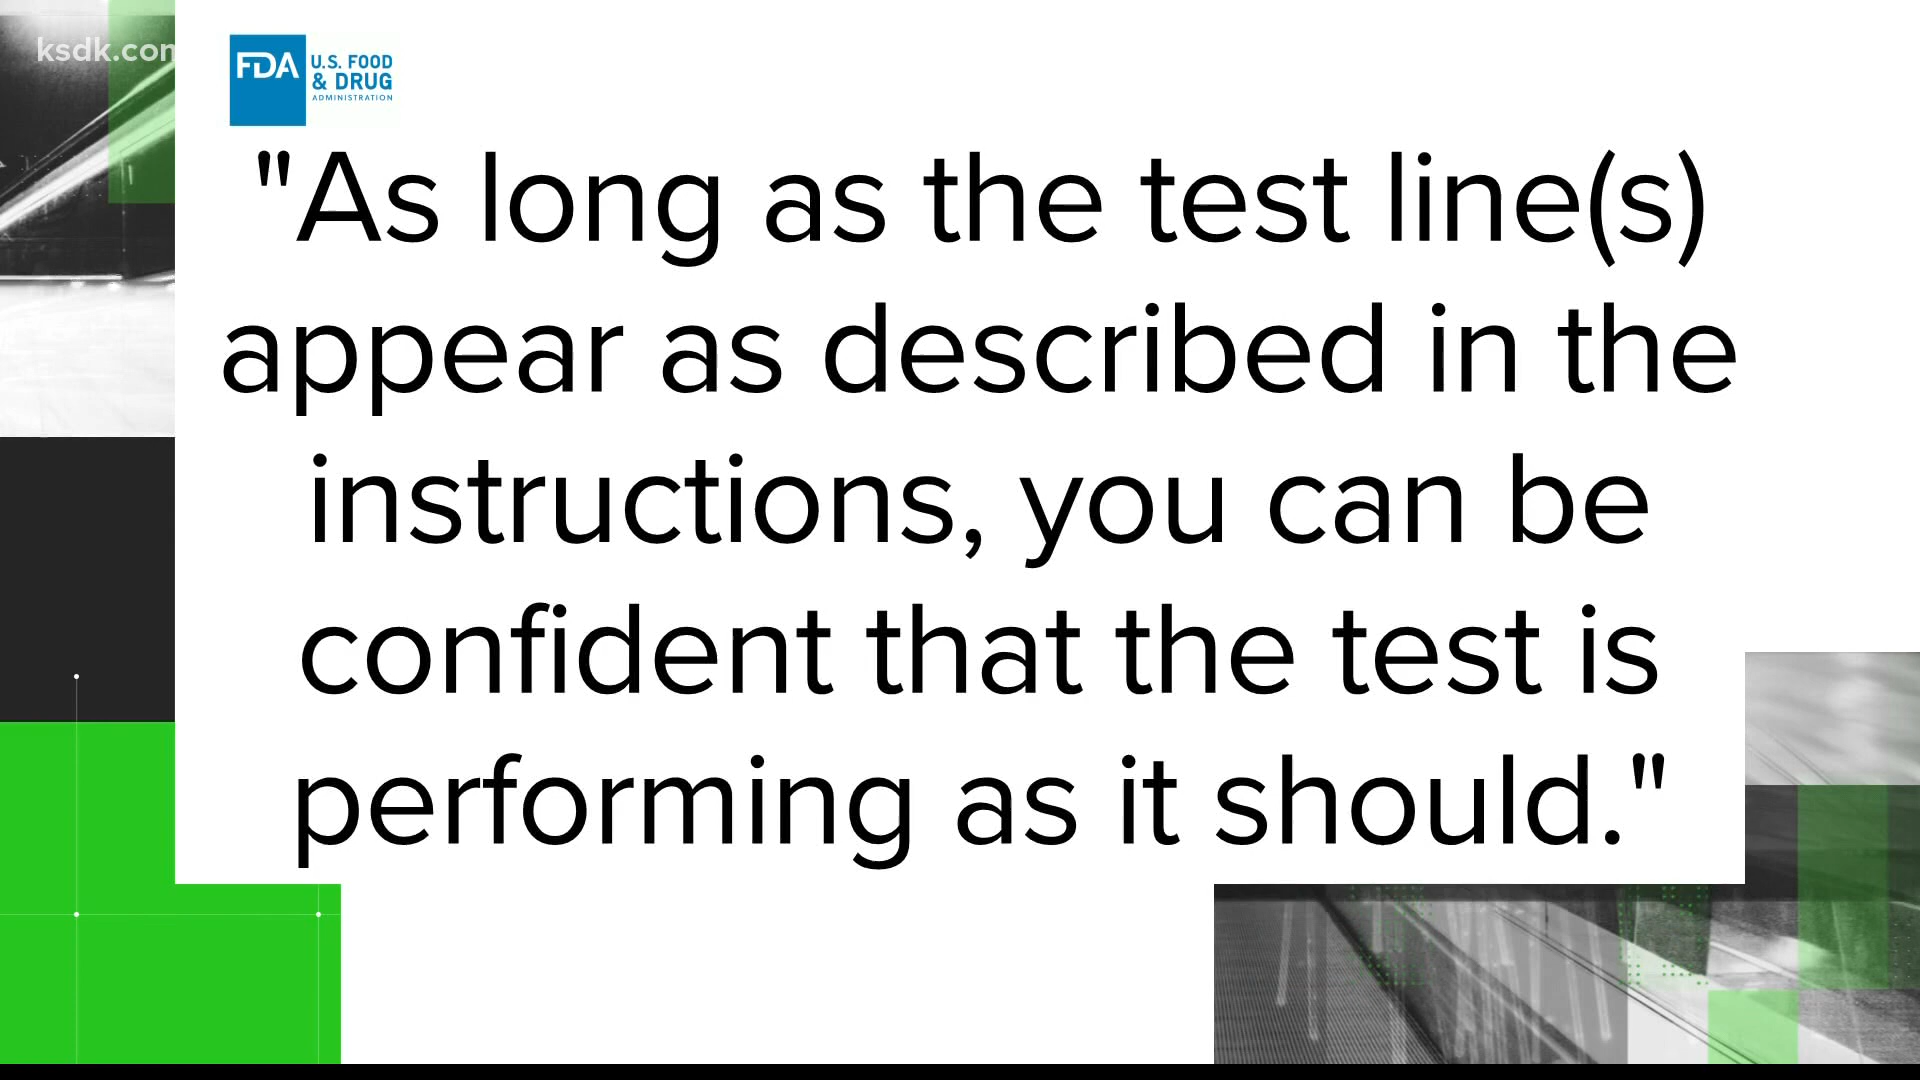 ksdk.com
FDA
U.S. FOOD
& DRUG
ADMINISTRATION
"As long as the test line(s)
appear as described in the
instructions, you can be
confident that the test is
performing as it should."